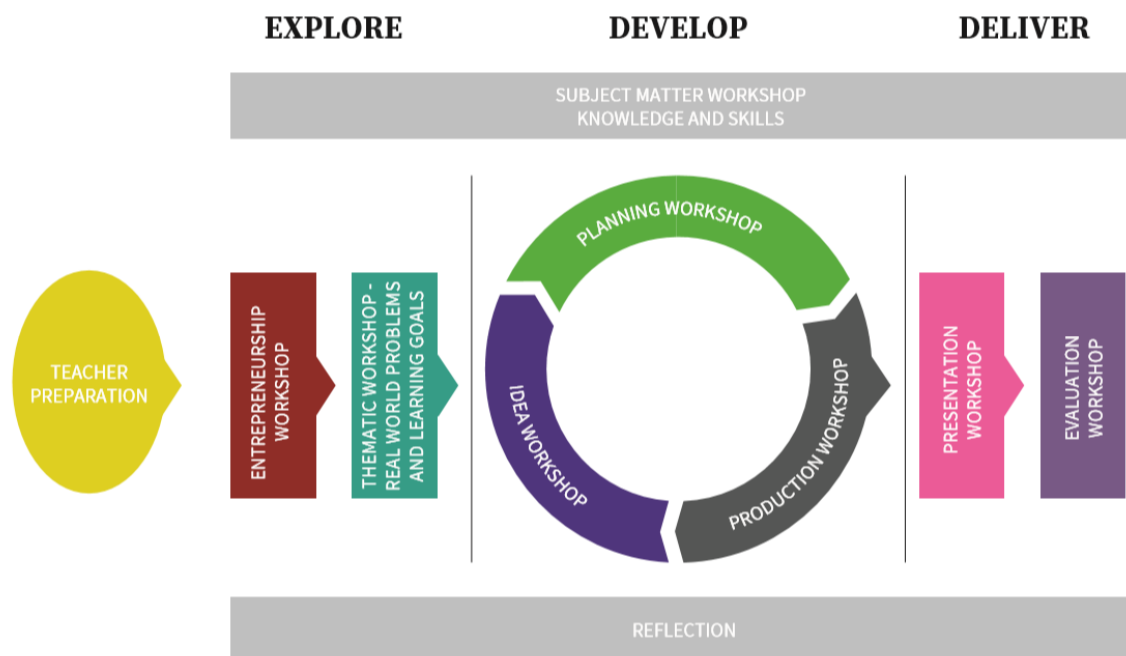 EXPLORE
DEVELOP
DELIVER
SUBJECT MATTER WORKSHOP
KNOWLEDGE AND SKILLS
TEACHER
PREPARATION
ENTREPRENEURSHIP
WORKSHOP
THEMATIC WORKSHOP -
REAL WORLD PROBLEMS
AND LEARNING GOALS
IDEA WORKSHOP
PLANNING WORKSHOP
PRODUCTION WORKSHOP
PRESENTATION
WORKSHOP
EVALUATION
WORKSHOP
REFLECTION